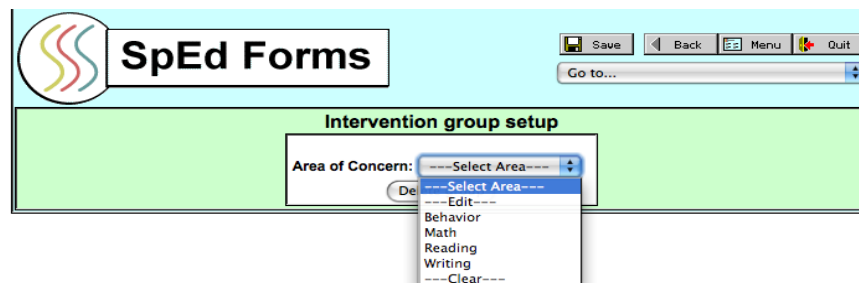 SpEd Forms
Save Back Menu Quit
Go to...
Intervention group setup
Area of Concern: ---Select Area---
De
---Select Area---
---Edit---
Behavior
Math
Reading
Writing
---Clear---